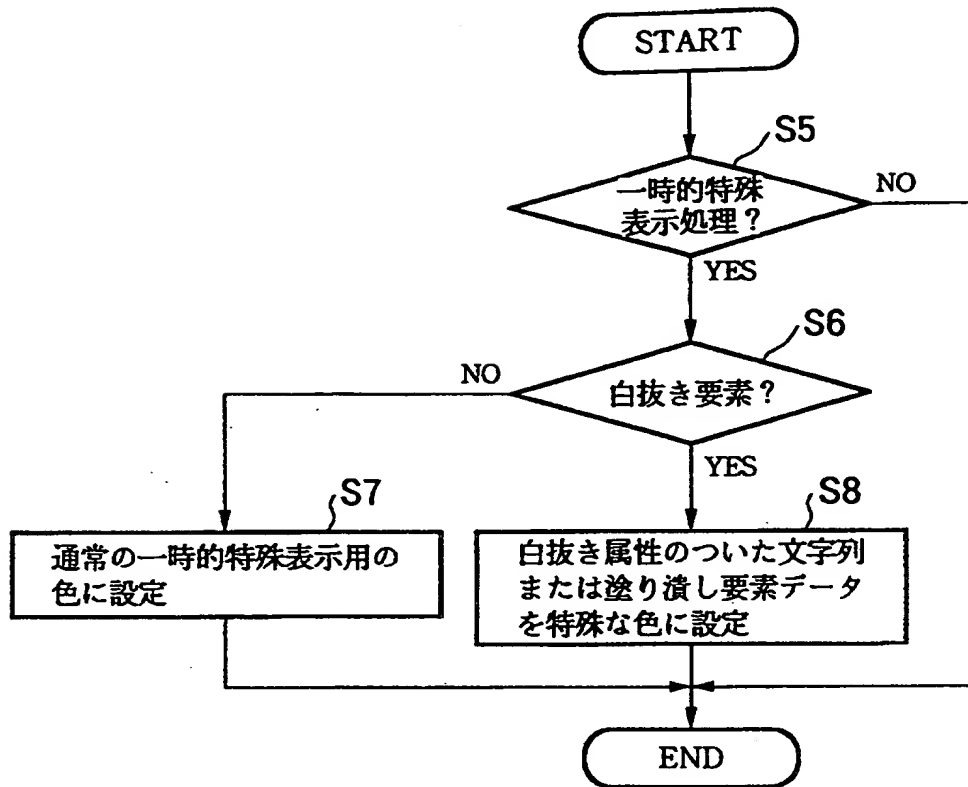 START
S5
一時的特殊
表示処理?
NO
YES
S6
白抜き要素?
NO
YES
S7
通常の一時的特殊表示用の
色に設定
S8
白抜き属性のついた文字列
または塗り潰し要素データ
を特殊な色に設定
END